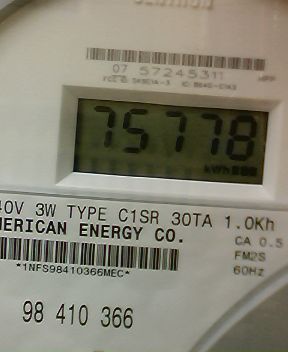 07 57245311
75778
kWh
40V 3W TYPE C1SR 30TA 1.0Kh
MERICAN ENERGY CO.
CA 0.5
FM2S
60Hz
*1NFS98410366MEC*
98 410 366